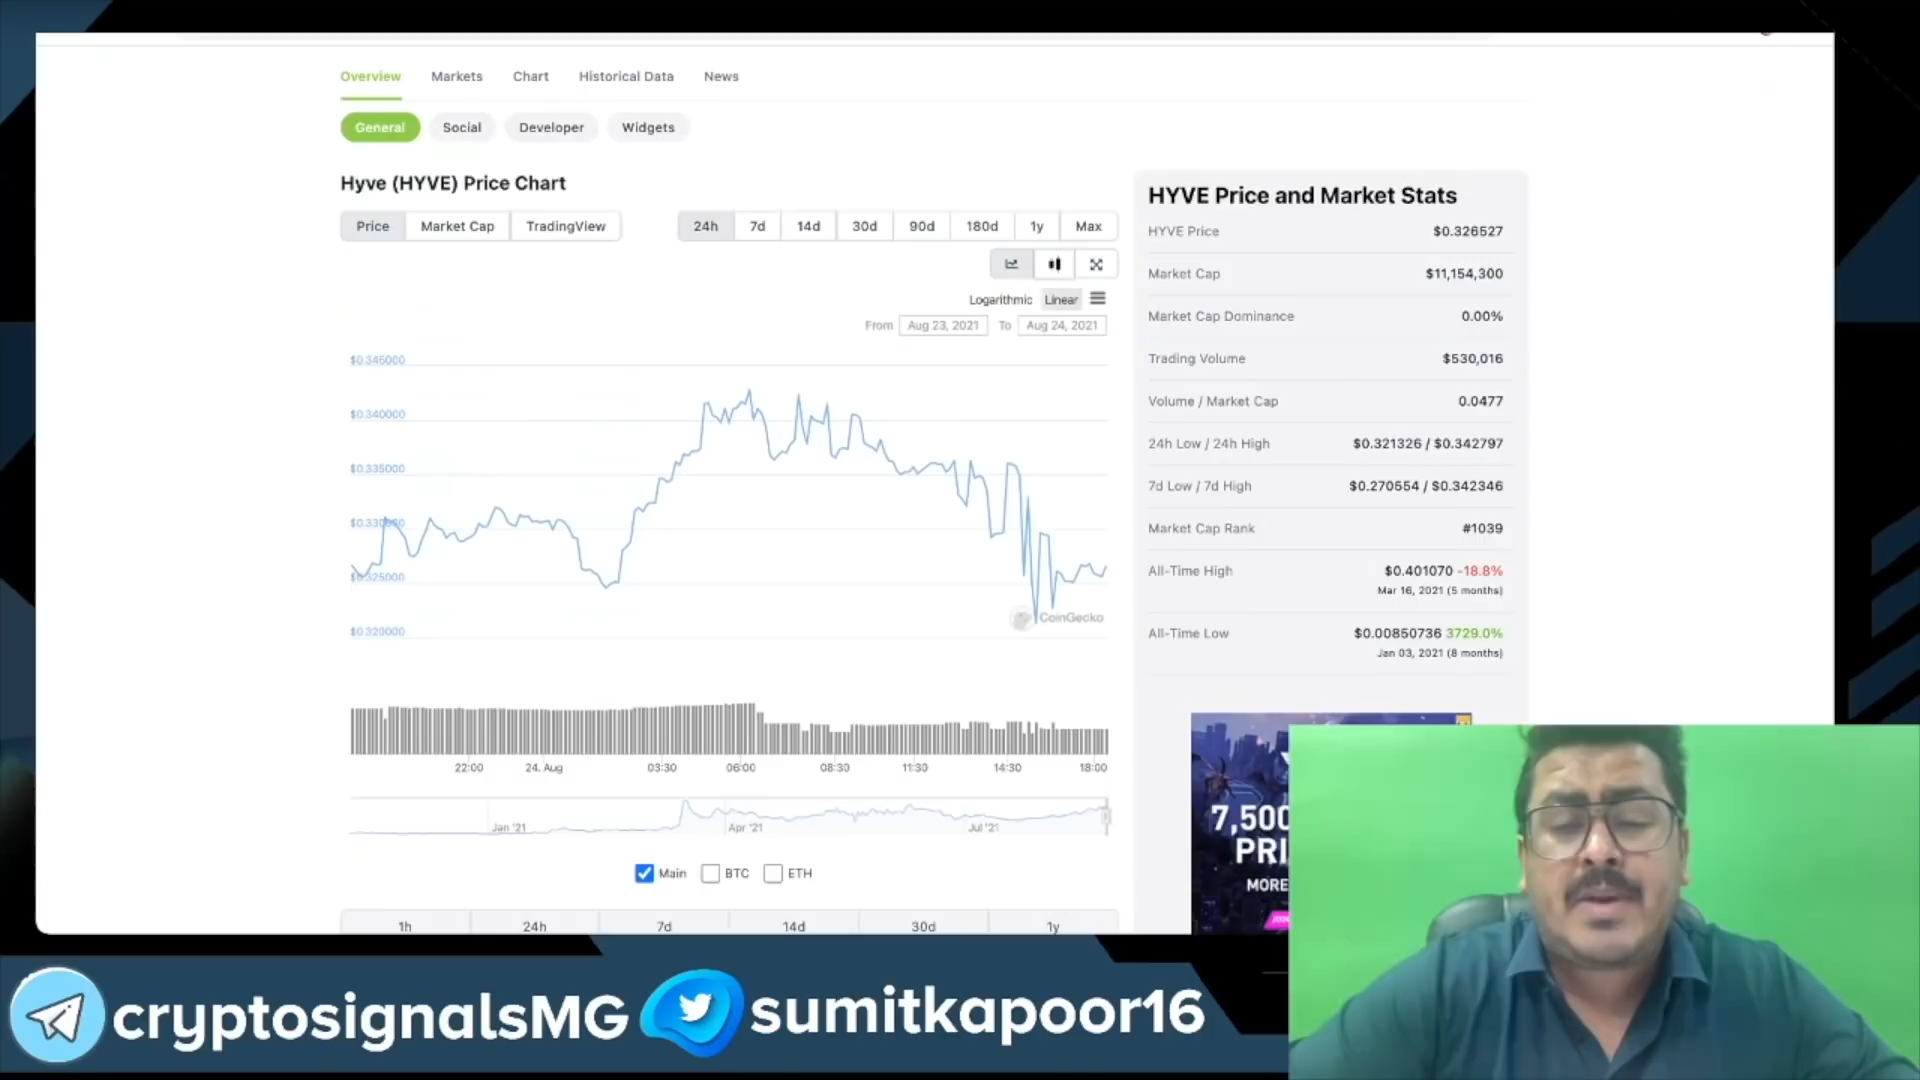 Overview Markets Chart Historical Data News
General Social Developer Widgets
Hyve (HYVE) Price Chart
Price Market Cap TradingView 24h 7d 14d 30d 90d 180d 1y Max
Logarithmic Linear
From Aug 23, 2021 To Aug 24, 2021
$0.345000
$0.340000
$0.335000
$0.330000
$0.325000
$0.320000
CoinGecko
22:00 24. Aug 03:30 06:00 08:30 11:30 14:30 18:00
Jan '21 Apr '21 Jul '21
Main BTC ETH
1h 24h 7d 14d 30d 1y
HYVE Price and Market Stats
HYVE Price $0.326527
Market Cap $11,154,300
Market Cap Dominance 0.00%
Trading Volume $530,016
Volume / Market Cap 0.0477
24h Low / 24h High $0.321326 / $0.342797
7d Low / 7d High $0.270554 / $0.342346
Market Cap Rank #1039
All-Time High $0.401070 -18.8%
Mar 16, 2021 (5 months)
All-Time Low $0.00850736 3729.0%
Jan 03, 2021 (8 months)
7,500
PRI
MORE
cryptosignalsMG sumitkapoor16